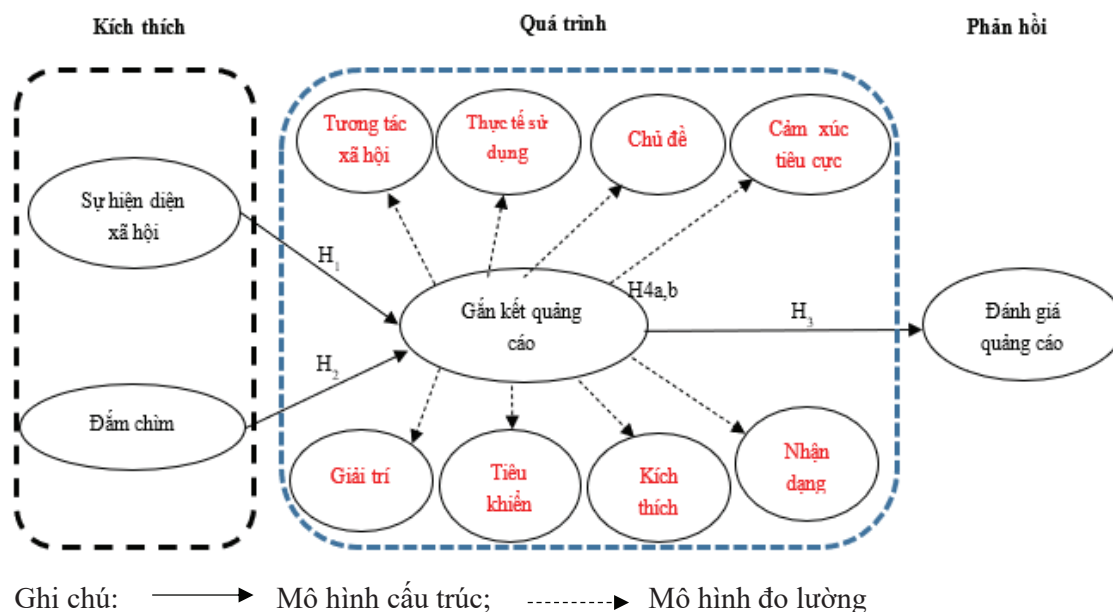 Kích thích
Quá trình
Phản hồi
Tương tác
xã hội
Thực tế sử
dụng
Chủ đề
Cảm xúc
tiêu cực
Sự hiện diện
xã hội
H1
Gắn kết quảng
cáo
H4a,b
H3
Đánh giá
quảng cáo
H2
Đắm chìm
Giải trí
Tiêu
khiển
Kích
thích
Nhận
dạng
Ghi chú: Mô hình cấu trúc; Mô hình đo lường